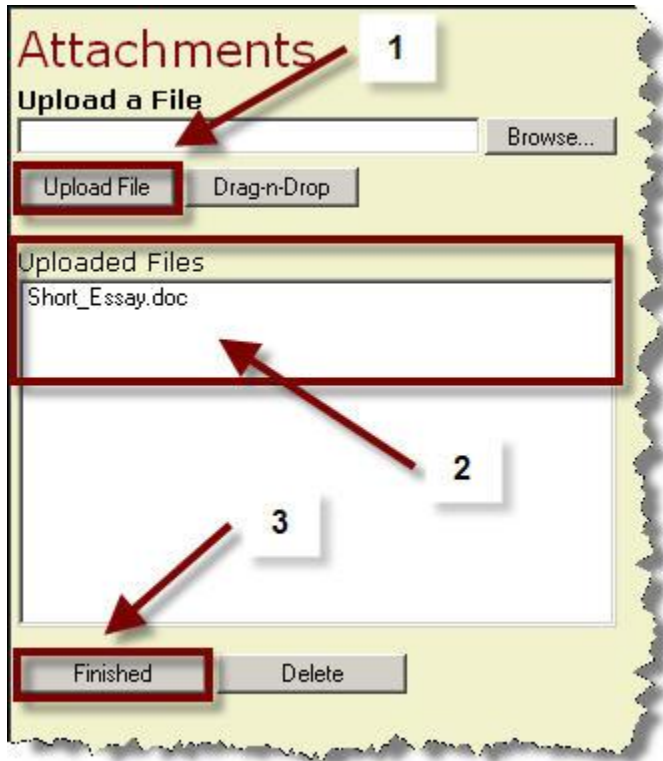 Attachments
1
Upload a File
Browse...
Upload File Drag-n-Drop
Uploaded Files
Short_Essay.doc
2
3
Finished Delete